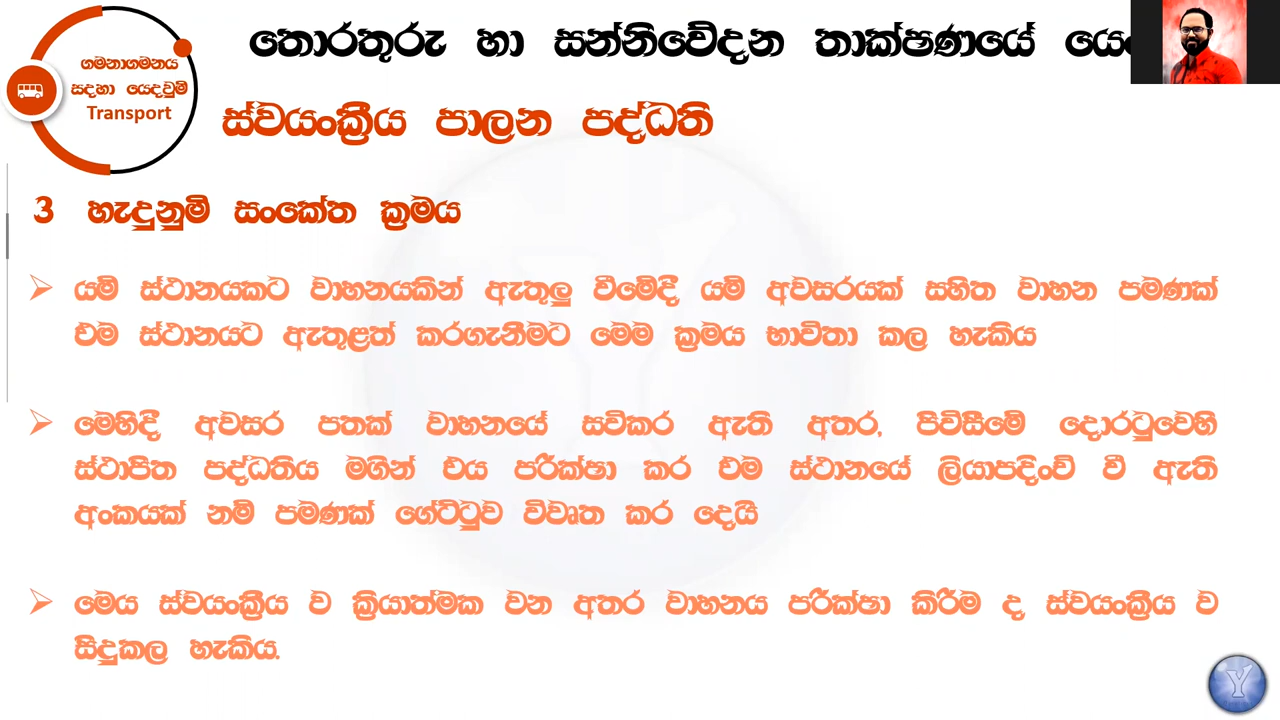 තොරතුරු හා සන්නිවේදන තාක්ෂණයේ
ගමනාගමනය
සදහා යෙදවුම්
Transport
ස්වයංක්‍රීය පාලන පද්ධති
3 හැදුනුම් සංකේත ක්‍රමය
යම් ස්ථානයකට වාහනයකින් ඇතුලු වීමේදී, යම් අවසරයක් සහිත වාහන පමණක්
එම ස්ථානයට ඇතුළත් කරගැනීමට මෙම ක්‍රමය භාවිතා කල හැකිය
මෙහිදී, අවසර පතක් වාහනයේ සවිකර ඇති අතර, පිවිසීමේ දොරටුවෙහි
ස්ථාපිත පද්ධතිය මගින් එය පරීක්ෂා කර එම ස්ථානයේ ලියාපදිංචි වී ඇති
අංකයක් නම් පමණක් ගේට්ටුව විවෘත කර දෙයි
මෙය ස්වයංක්‍රීය ව ක්‍රියාත්මක වන අතර වාහනය පරීක්ෂා කිරීම ද, ස්වයංක්‍රීය ව
සිදුකල හැකිය.
Y